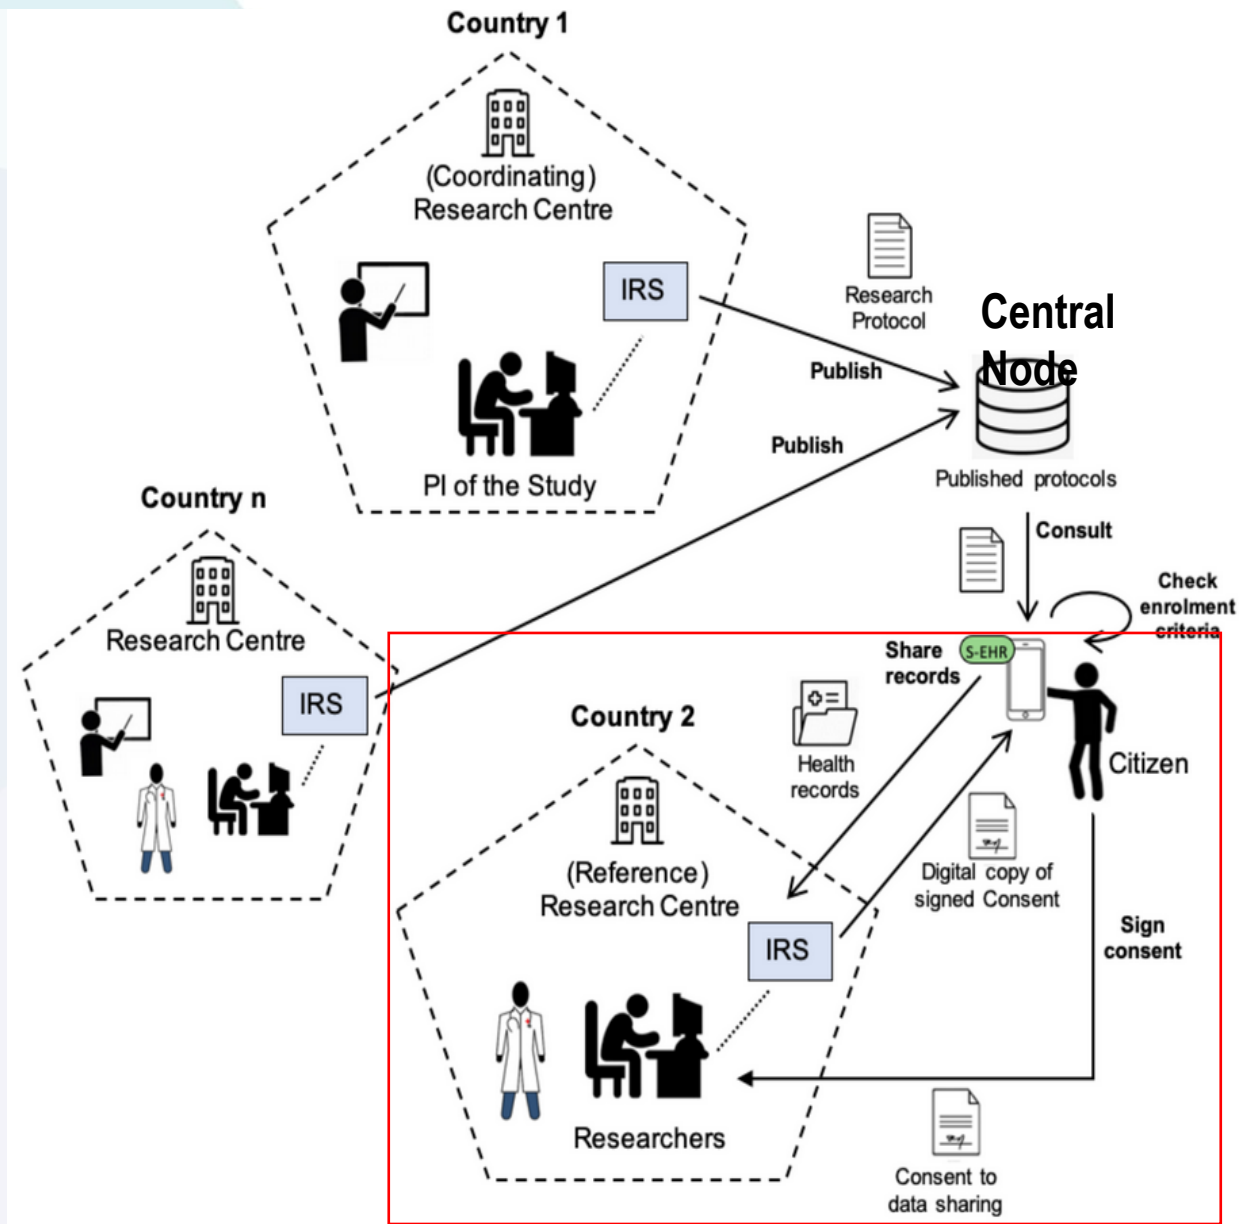 Country 1
(Coordinating)
Research Centre
IRS
PI of the Study
Research
Protocol
Publish
Central
Node
Published protocols
Publish
Consult
Check
enrolment
criteria
Country n
Research Centre
IRS
Share
records
S-EHR
Citizen
Health
records
Country 2
(Reference)
Research Centre
IRS
Researchers
Digital copy of
signed Consent
Sign
consent
Consent to
data sharing